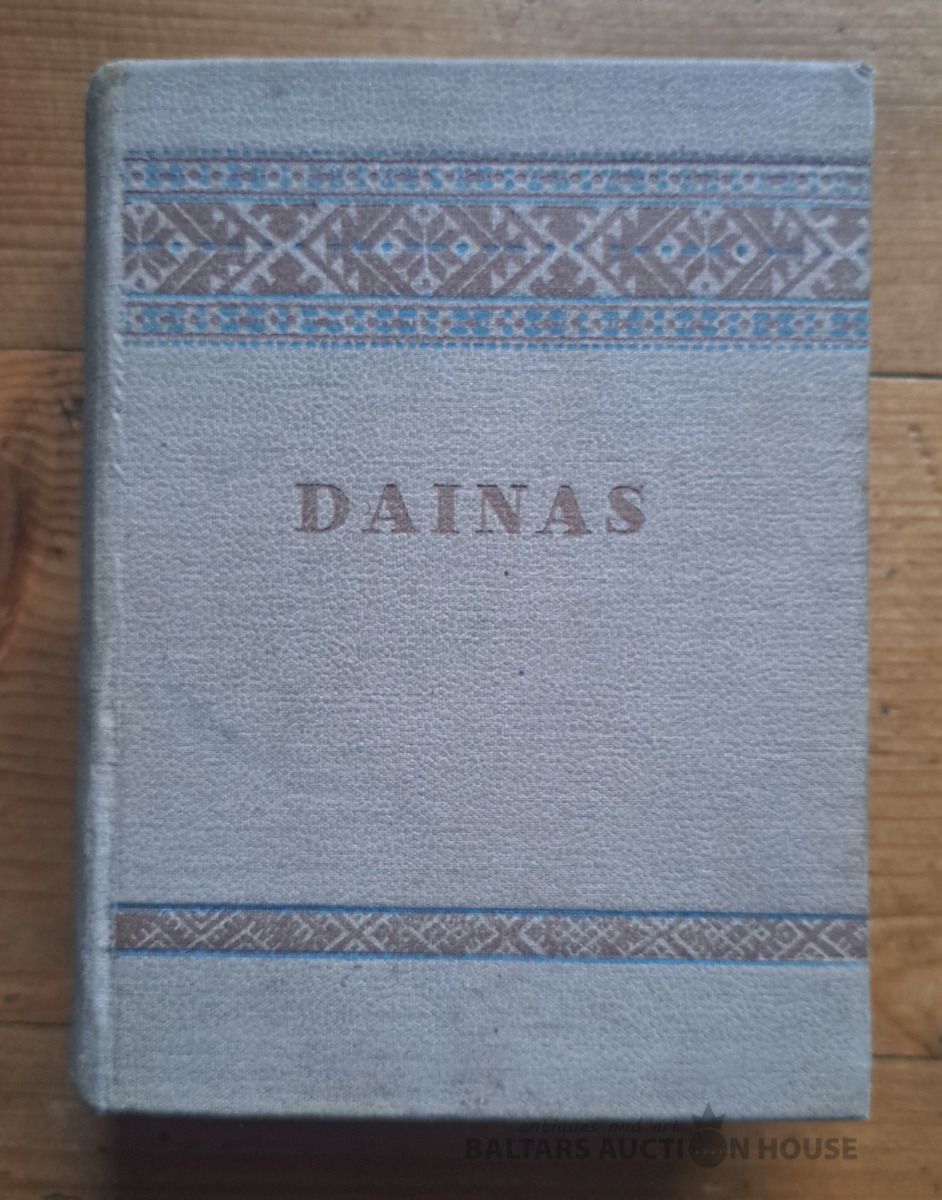 DAINAS
antiques and art
BALTARS AUCTION HOUSE